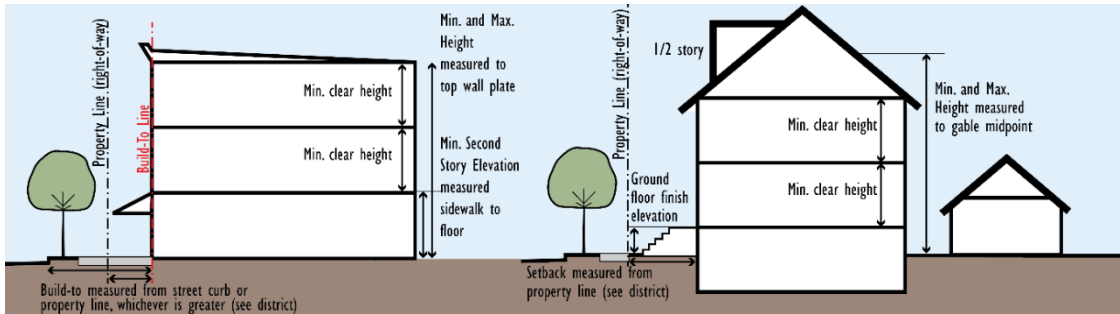 Property Line (right-of-way)
Build-To Line
Min. clear height
Min. clear height
Min. and Max.
Height
measured to
top wall plate
Min. Second
Story Elevation
measured
sidewalk to
floor
Build-to measured from street curb or
property line, whichever is greater (see district)
Property Line (right-of-way)
1/2 story
Min. clear height
Min. clear height
Ground
floor finish
elevation
Min. and Max.
Height measured
to gable midpoint
Setback measured from
property line (see district)